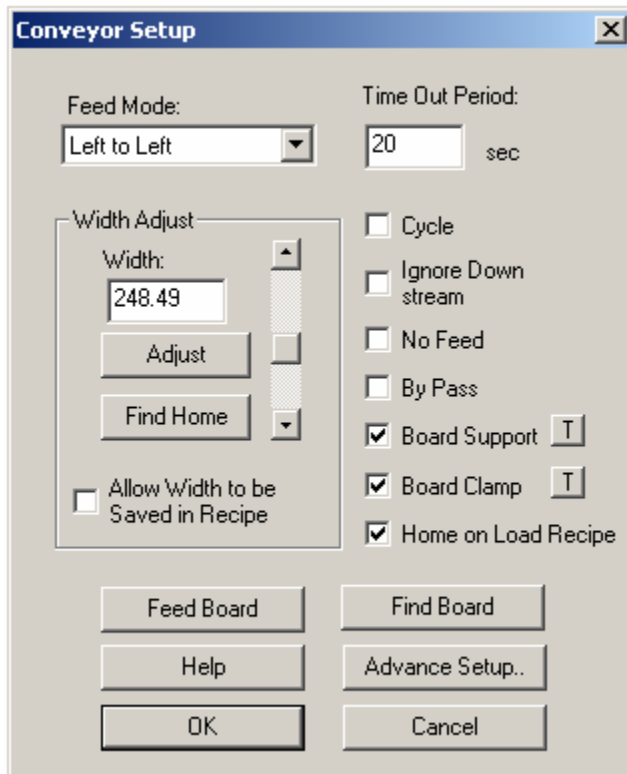 Conveyor Setup
Feed Mode:
Left to Left
Time Out Period:
20 sec
Width Adjust
Width:
248.49
Adjust
Find Home
Allow Width to be
Saved in Recipe
Cycle
Ignore Down
stream
No Feed
By Pass
Board Support T
Board Clamp T
Home on Load Recipe
Feed Board
Find Board
Help
Advance Setup..
OK
Cancel